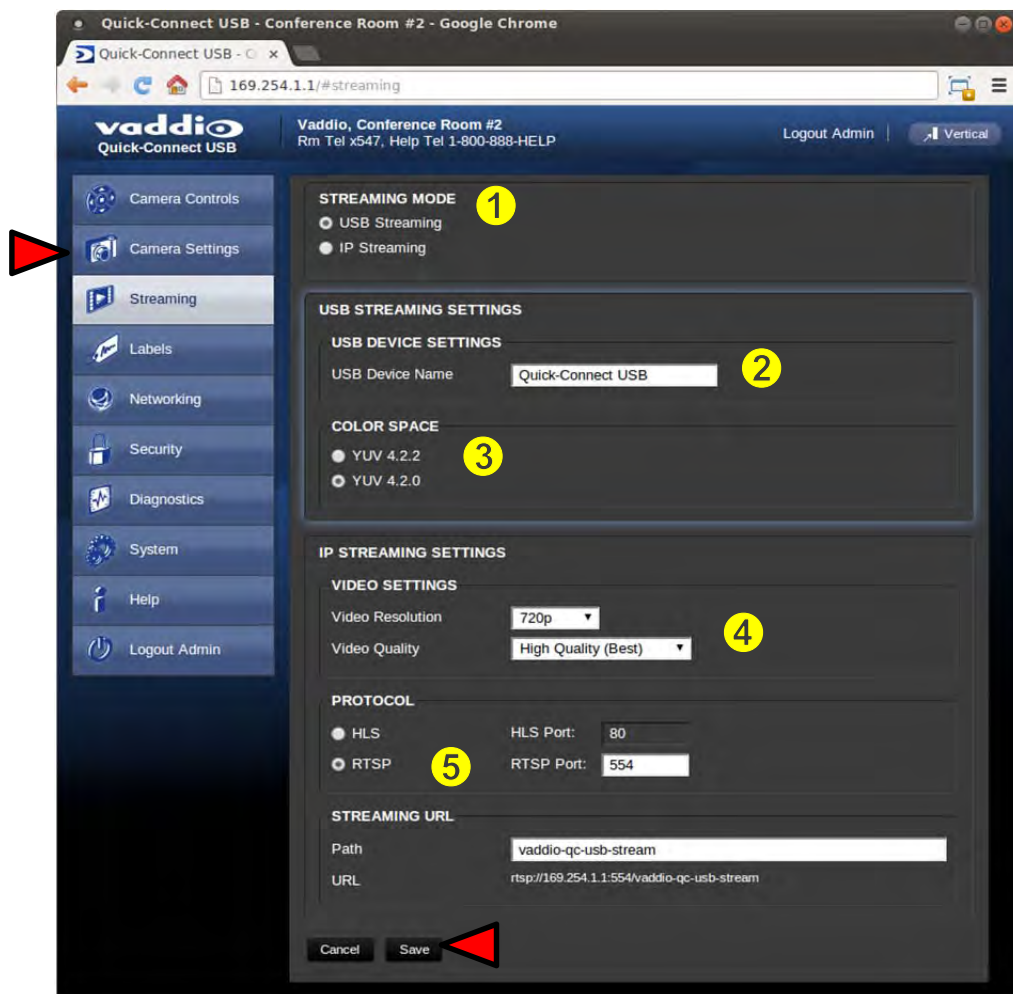 Quick-Connect USB - Conference Room #2 - Google Chrome
Quick-Connect USB - C ×
169.254.1.1/#streaming
vaddio
Quick-Connect USB
Vaddio, Conference Room #2
Rm Tel x547, Help Tel 1-800-888-HELP
Logout Admin
Vertical
Camera Controls
Camera Settings
Streaming
Labels
Networking
Security
Diagnostics
System
Help
Logout Admin
STREAMING MODE 1
USB Streaming
IP Streaming
USB STREAMING SETTINGS
USB DEVICE SETTINGS
USB Device Name Quick-Connect USB 2
COLOR SPACE
YUV 4.2.2 3
YUV 4.2.0
IP STREAMING SETTINGS
VIDEO SETTINGS
Video Resolution 720p
4
Video Quality High Quality (Best)
PROTOCOL
HLS HLS Port: 80
RTSP 5 RTSP Port: 554
STREAMING URL
Path vaddio-qc-usb-stream
URL rtsp://169.254.1.1:554/vaddio-qc-usb-stream
Cancel Save